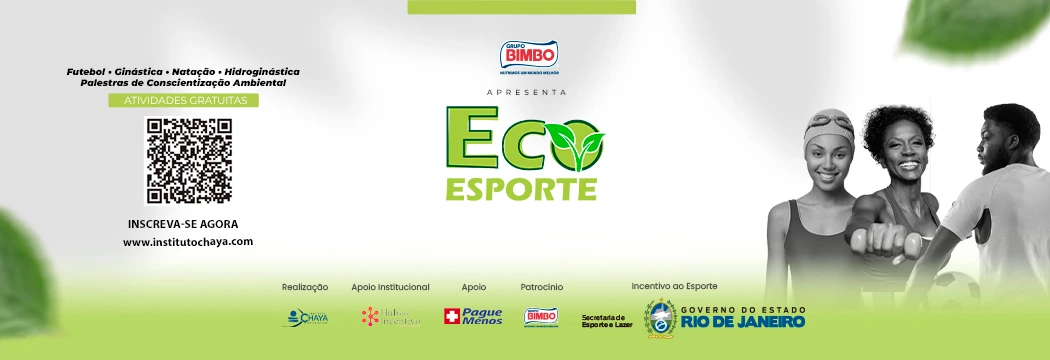 Futebol • Ginástica • Natação • Hidroginástica
Palestras de Conscientização Ambiental
ATIVIDADES GRATUITAS
INSCREVA-SE AGORA
www.institutochaya.com
GRUPO
BIMBO
NUTRIMOS UM MUNDO MELHOR
APRESENTA
Eco
ESPORTE
Realização
CHAYA
Apoio Institucional
Apoio
Pague
Menos
Patrocínio
BIMBO
Incentivo ao Esporte
Secretaria de
Esporte e Lazer
GOVERNO DO ESTADO
RIO DE JANEIRO